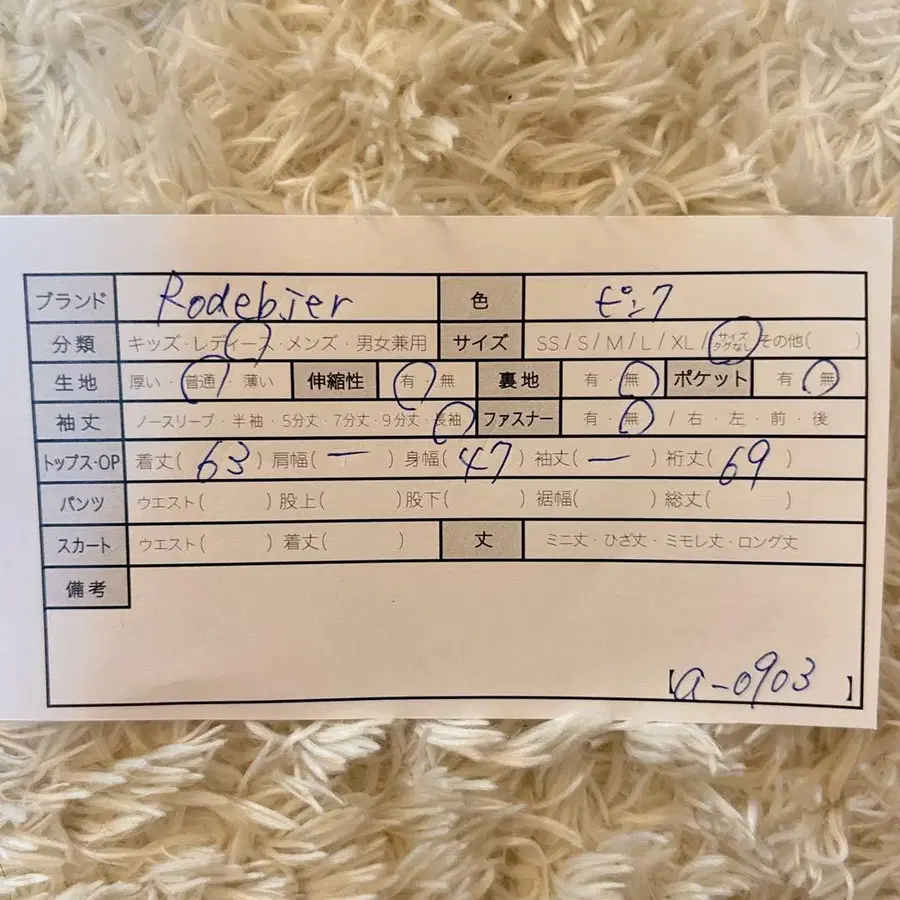 ブランド Rodebjer 色 ピンク
分類 キッズ・レディース・メンズ・男女兼用 サイズ SS / S / M / L / XL / サイズタグなし その他( )
生地 厚い・普通・薄い 伸縮性 有・無 裏地 有・無 ポケット 有・無
袖丈 ノースリーブ・半袖・5分丈・7分丈・9分丈・長袖 ファスナー 有・無 / 右・左・前・後
トップス・OP 着丈( 63 ) 肩幅( ー ) 身幅( 47 ) 袖丈( ー ) 裄丈( 69 )
パンツ ウエスト( ) 股上( ) 股下( ) 裾幅( ) 総丈( )
スカート ウエスト( ) 着丈( ) 丈 ミニ丈・ひざ丈・ミモレ丈・ロング丈
備考
【a-0903】